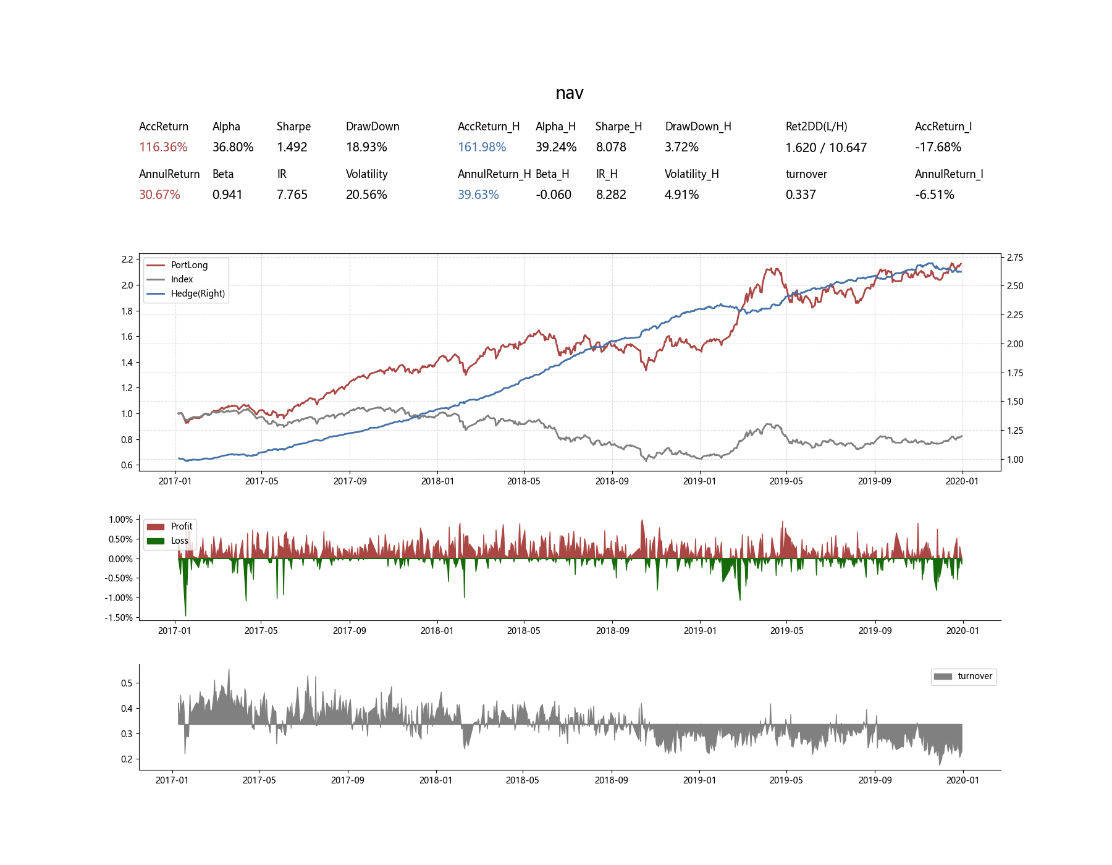 nav
AccReturn Alpha Sharpe DrawDown AccReturn_H Alpha_H Sharpe_H DrawDown_H Ret2DD(L/H) AccReturn_I
116.36% 36.80% 1.492 18.93% 161.98% 39.24% 8.078 3.72% 1.620 / 10.647 -17.68%
AnnulReturn Beta IR Volatility AnnulReturn_H Beta_H IR_H Volatility_H turnover AnnulReturn_I
30.67% 0.941 7.765 20.56% 39.63% -0.060 8.282 4.91% 0.337 -6.51%
PortLong
Index
Hedge(Right)
2.2
2.0
1.8
1.6
1.4
1.2
1.0
0.8
0.6
2.75
2.50
2.25
2.00
1.75
1.50
1.25
1.00
2017-01 2017-05 2017-09 2018-01 2018-05 2018-09 2019-01 2019-05 2019-09 2020-01
Profit
Loss
1.00%
0.50%
0.00%
-0.50%
-1.00%
-1.50%
2017-01 2017-05 2017-09 2018-01 2018-05 2018-09 2019-01 2019-05 2019-09 2020-01
turnover
0.5
0.4
0.3
0.2
2017-01 2017-05 2017-09 2018-01 2018-05 2018-09 2019-01 2019-05 2019-09 2020-01